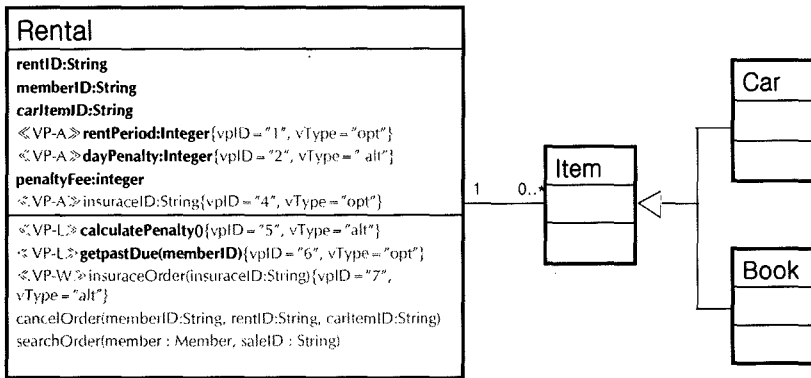 Rental
rentID:String
memberID:String
carItemID:String
≪VP-A≫rentPeriod:Integer{vpID="1", vType="opt"}
≪VP-A≫dayPenalty:Integer{vpID="2", vType=" alt"}
penaltyFee:integer
≪VP-A≫insuraceID:String{vpID="4", vType="opt"}
≪VP-L≫calculatePenalty(){vpID="5", vType="alt"}
≪VP-L≫getpastDue(memberID){vpID="6", vType="opt"}
≪VP-W≫insuraceOrder(insuraceID:String){vpID="7",
vType="alt"}
cancelOrder(memberID:String, rentID:String, carItemID:String)
searchOrder(member : Member, saleID : String)
1
0..*
Item
Car
Book